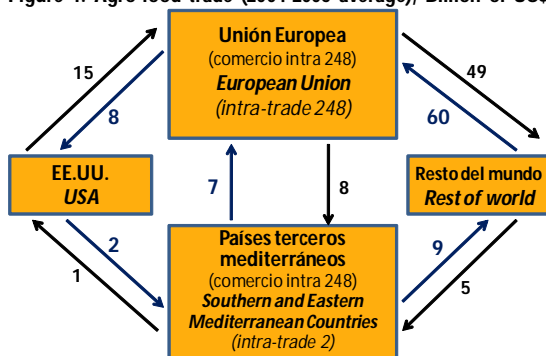 Figure 1. Agro-food trade (2001-2003 average), Billion of US$
Unión Europea
(comercio intra 248)
European Union
(intra-trade 248)
15
8
49
60
EE.UU.
USA
7
8
Resto del mundo
Rest of world
2
1
Países terceros
mediterráneos
(comercio intra 248)
Southern and Eastern
Mediterranean Countries
(intra-trade 2)
9
5